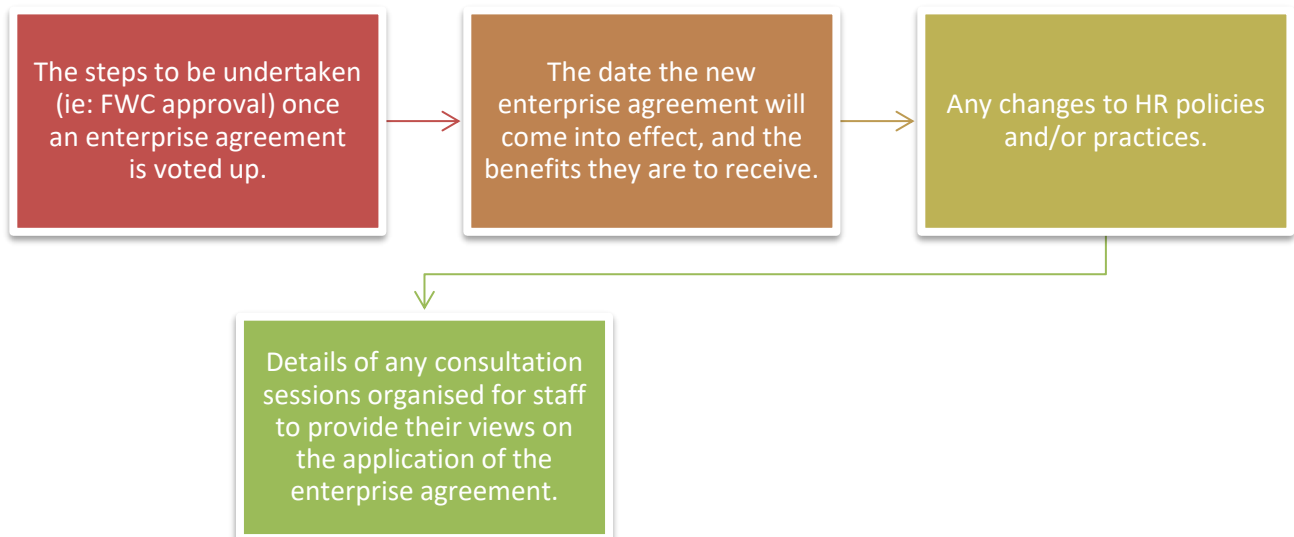 The steps to be undertaken
(ie: FWC approval) once
an enterprise agreement
is voted up.
The date the new
enterprise agreement will
come into effect, and the
benefits they are to receive.
Any changes to HR policies
and/or practices.
Details of any consultation
sessions organised for staff
to provide their views on
the application of the
enterprise agreement.